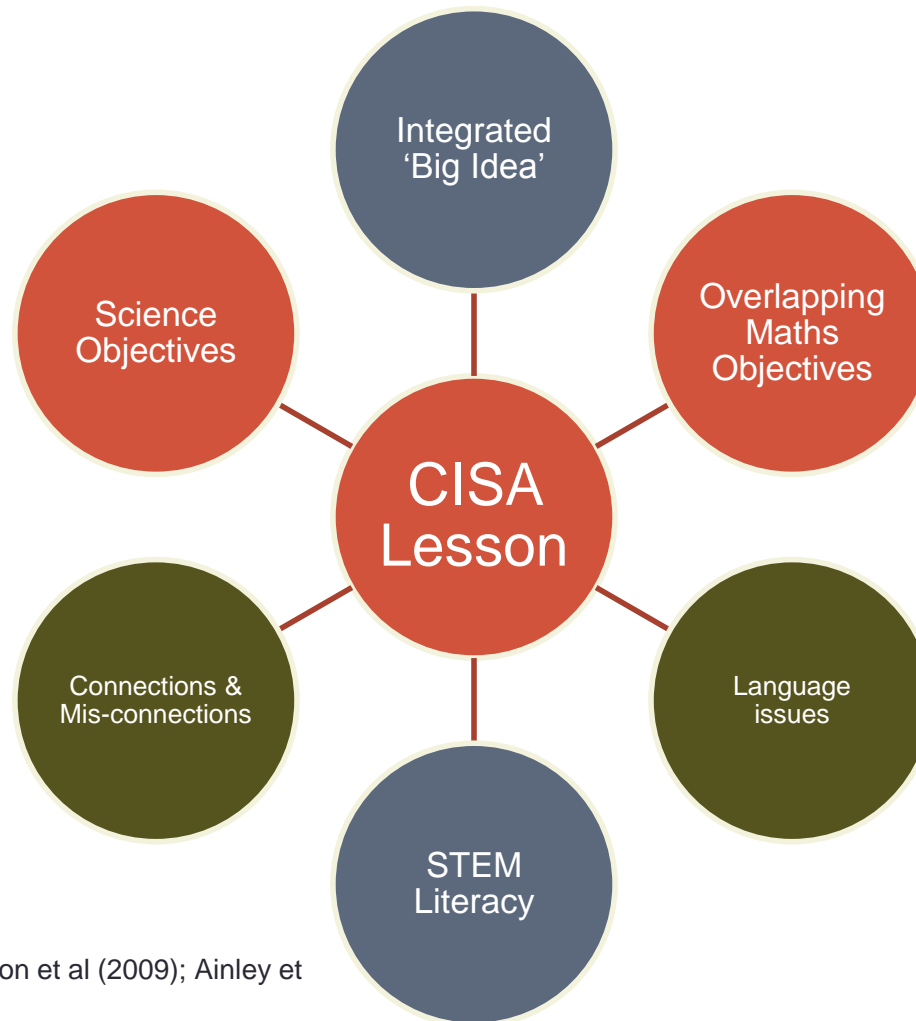 Integrated
‘Big Idea’
Science
Objectives
Overlapping
Maths
Objectives
CISA
Lesson
Connections &
Mis-connections
Language
issues
STEM
Literacy
et al (2009); Ainley et